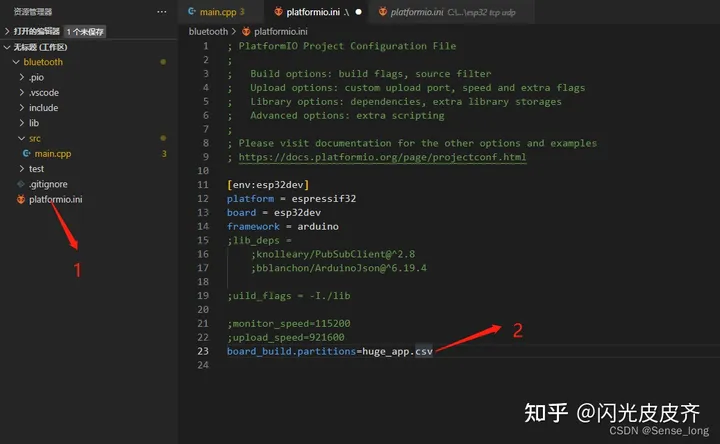 资源管理器
打开的编辑器 1 个未保存
无标题 (工作区)
bluetooth
.pio
.vscode
include
lib
src
main.cpp 3
test
.gitignore
platformio.ini
1
main.cpp 3
platformio.ini .\
platformio.ini C:\...\esp32 tcp udp
bluetooth > platformio.ini
1 ; PlatformIO Project Configuration File
2 ;
3 ;   Build options: build flags, source filter
4 ;   Upload options: custom upload port, speed and extra flags
5 ;   Library options: dependencies, extra library storages
6 ;   Advanced options: extra scripting
7 ;
8 ; Please visit documentation for the other options and examples
9 ; https://docs.platformio.org/page/projectconf.html
10
11 [env:esp32dev]
12 platform = espressif32
13 board = esp32dev
14 framework = arduino
15 ;lib_deps =
16     ;knolleary/PubSubClient@^2.8
17     ;bblanchon/ArduinoJson@^6.19.4
18
19 ;uild_flags = -I./lib
20
21 ;monitor_speed=115200
22 ;upload_speed=921600
23 board_build.partitions=huge_app.csv
24
2
知乎 @闪光皮皮齐
CSDN @Sense_long